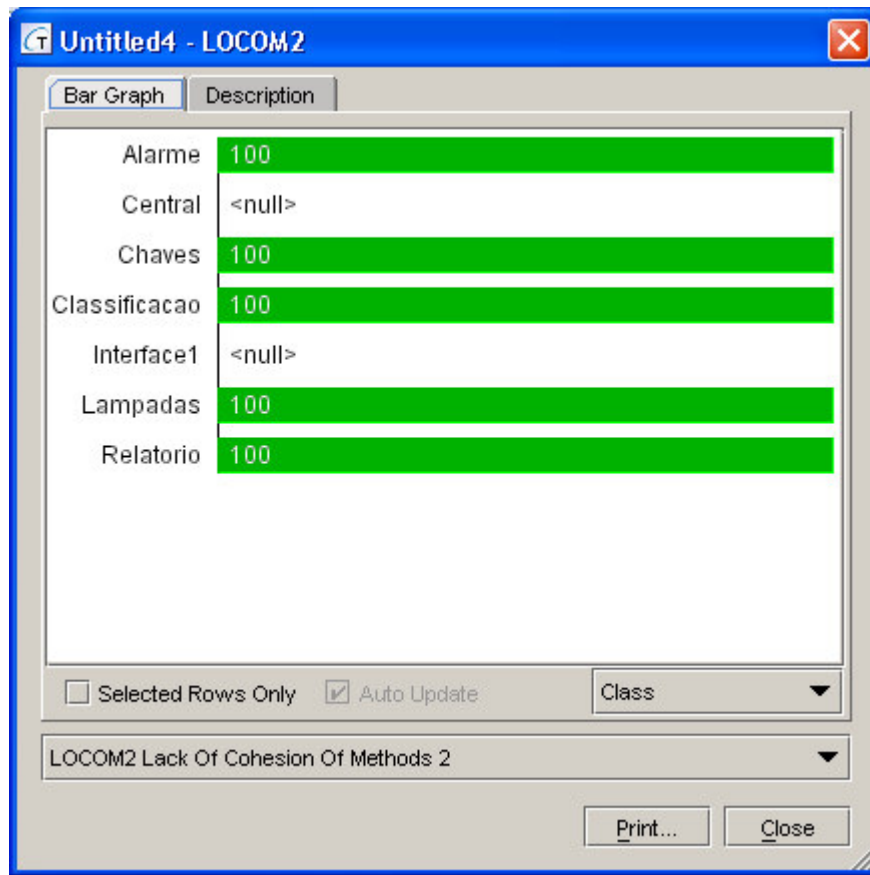 Untitled4 - LOCOM2
Bar Graph Description
Alarme 100
Central <null>
Chaves 100
Classificacao 100
Interface1 <null>
Lampadas 100
Relatorio 100
Selected Rows Only Auto Update Class
LOCOM2 Lack Of Cohesion Of Methods 2
Print... Close